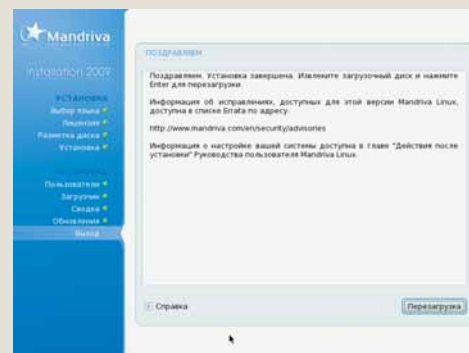 Mandriva
Installation 2009
УСТАНОВКА
Выбор языка
Лицензия
Разметка диска
Установка
Пользователи
Загрузчик
Сводка
Обновления
Выход
ПОЗДРАВЛЯЕМ
Поздравляем. Установка завершена. Извлеките загрузочный диск и нажмите
Enter для перезагрузки.
Информация об исправлениях, доступных для этой версии Mandriva Linux,
доступна в списке Errata по адресу:
http://www.mandriva.com/en/security/advisories
Информация о настройке вашей системы доступна в главе "Действия после
установки" Руководства пользователя Mandriva Linux.
Справка
Перезагрузка